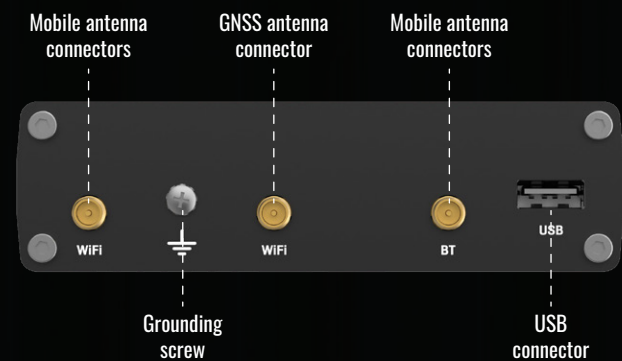 Mobile antenna
connectors
GNSS antenna
connector
Mobile antenna
connectors
WiFi
WiFi
BT
USB
Grounding
screw
USB
connector